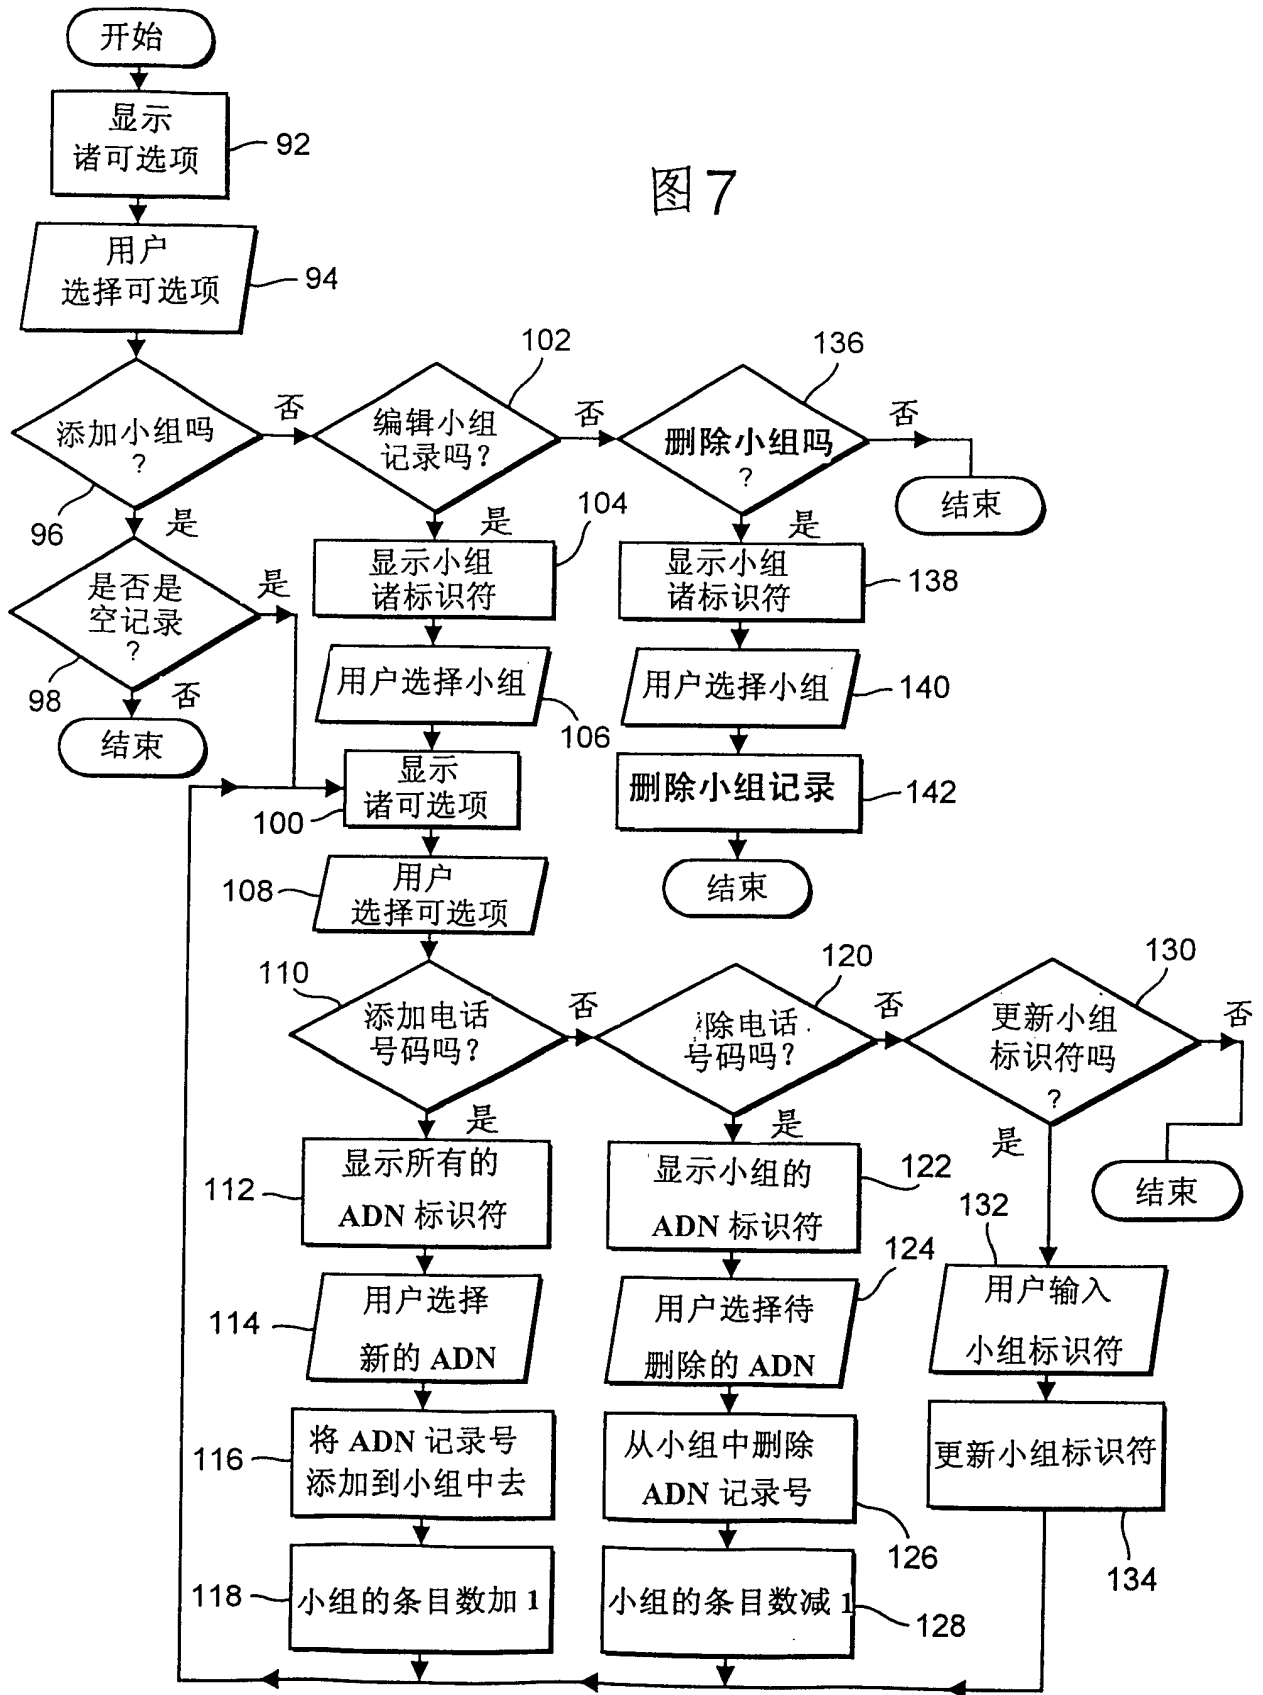 开始
显示
诸可选项
92
图7
用户
选择可选项
94
添加小组吗
?
96
否
102
编辑小组
记录吗?
否
136
删除小组吗
?
否
结束
是
是否是
空记录
?
98
是
否
结束
是
104
显示小组
诸标识符
用户选择小组
106
显示
诸可选项
100
是
显示小组
诸标识符
138
用户选择小组
140
删除小组记录
142
结束
用户
选择可选项
108
110
添加电话
号码吗?
否
120
除电话
号码吗?
否
130
更新小组
标识符吗
?
否
结束
是
显示所有的
ADN 标识符
112
用户选择
新的 ADN
114
将 ADN 记录号
添加到小组中去
116
小组的条目数加 1
118
是
显示小组的
ADN 标识符
122
用户选择待
删除的 ADN
124
从小组中删除
ADN 记录号
126
小组的条目数减 1
128
是
132
用户输入
小组标识符
更新小组标识符
134